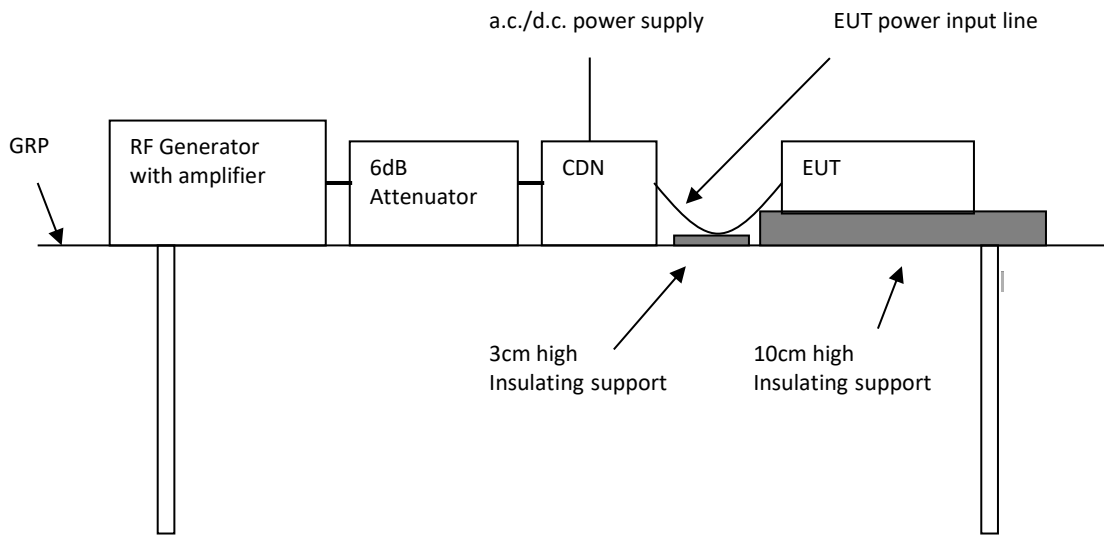 a.c./d.c. power supply
EUT power input line
GRP
RF Generator
with amplifier
6dB
Attenuator
CDN
EUT
3cm high
Insulating support
10cm high
Insulating support